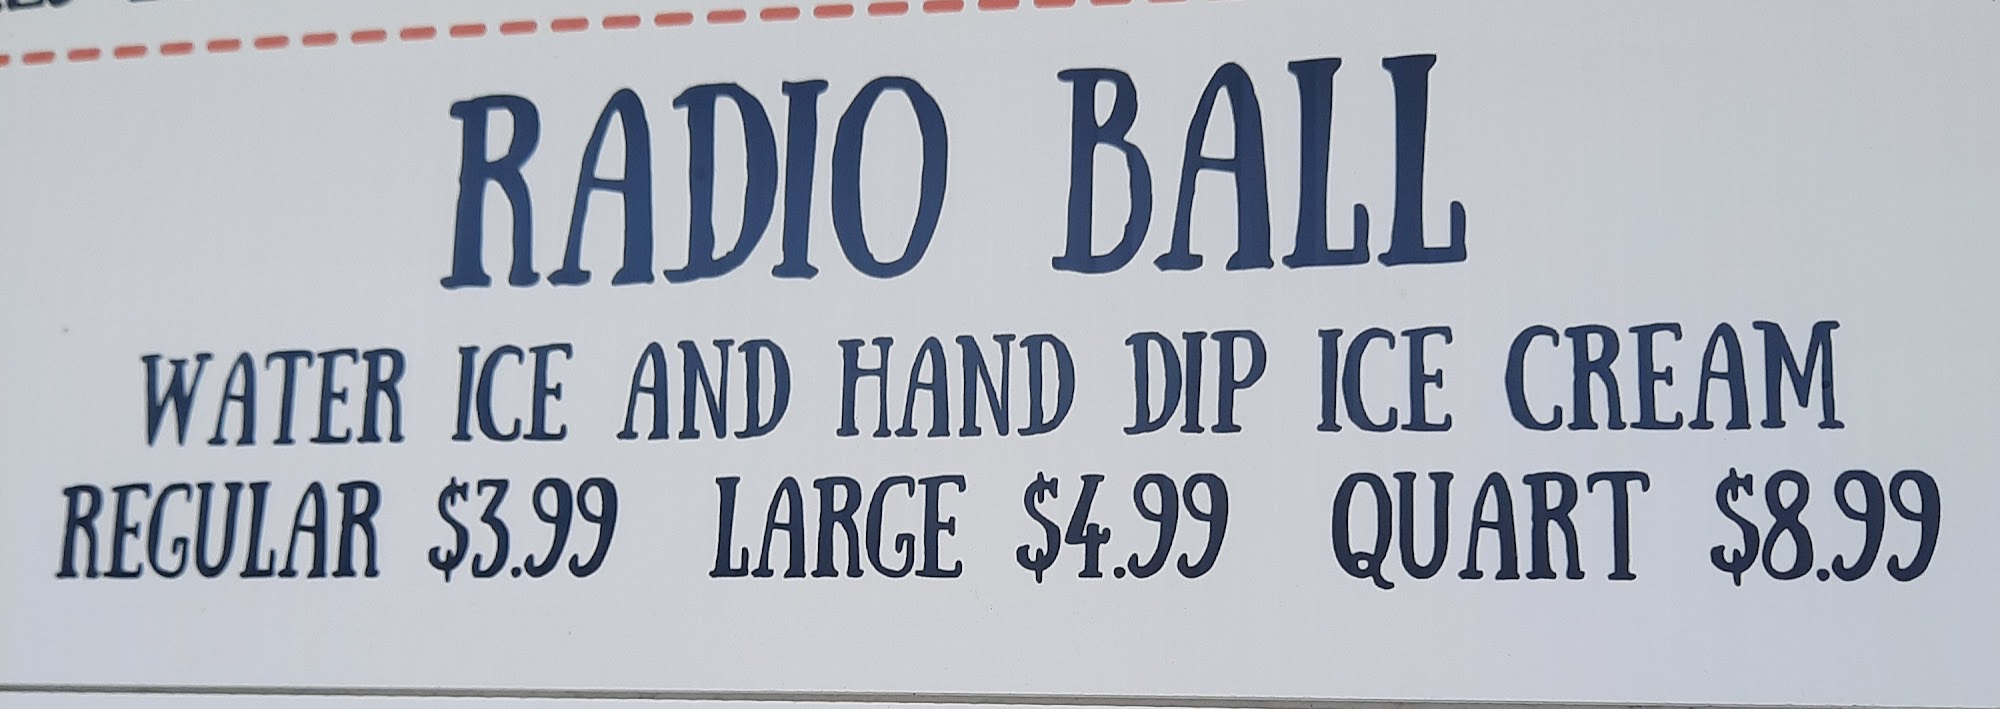 RADIO BALL
WATER ICE AND HAND DIP ICE CREAM
REGULAR $3.99 LARGE $4.99 QUART $8.99